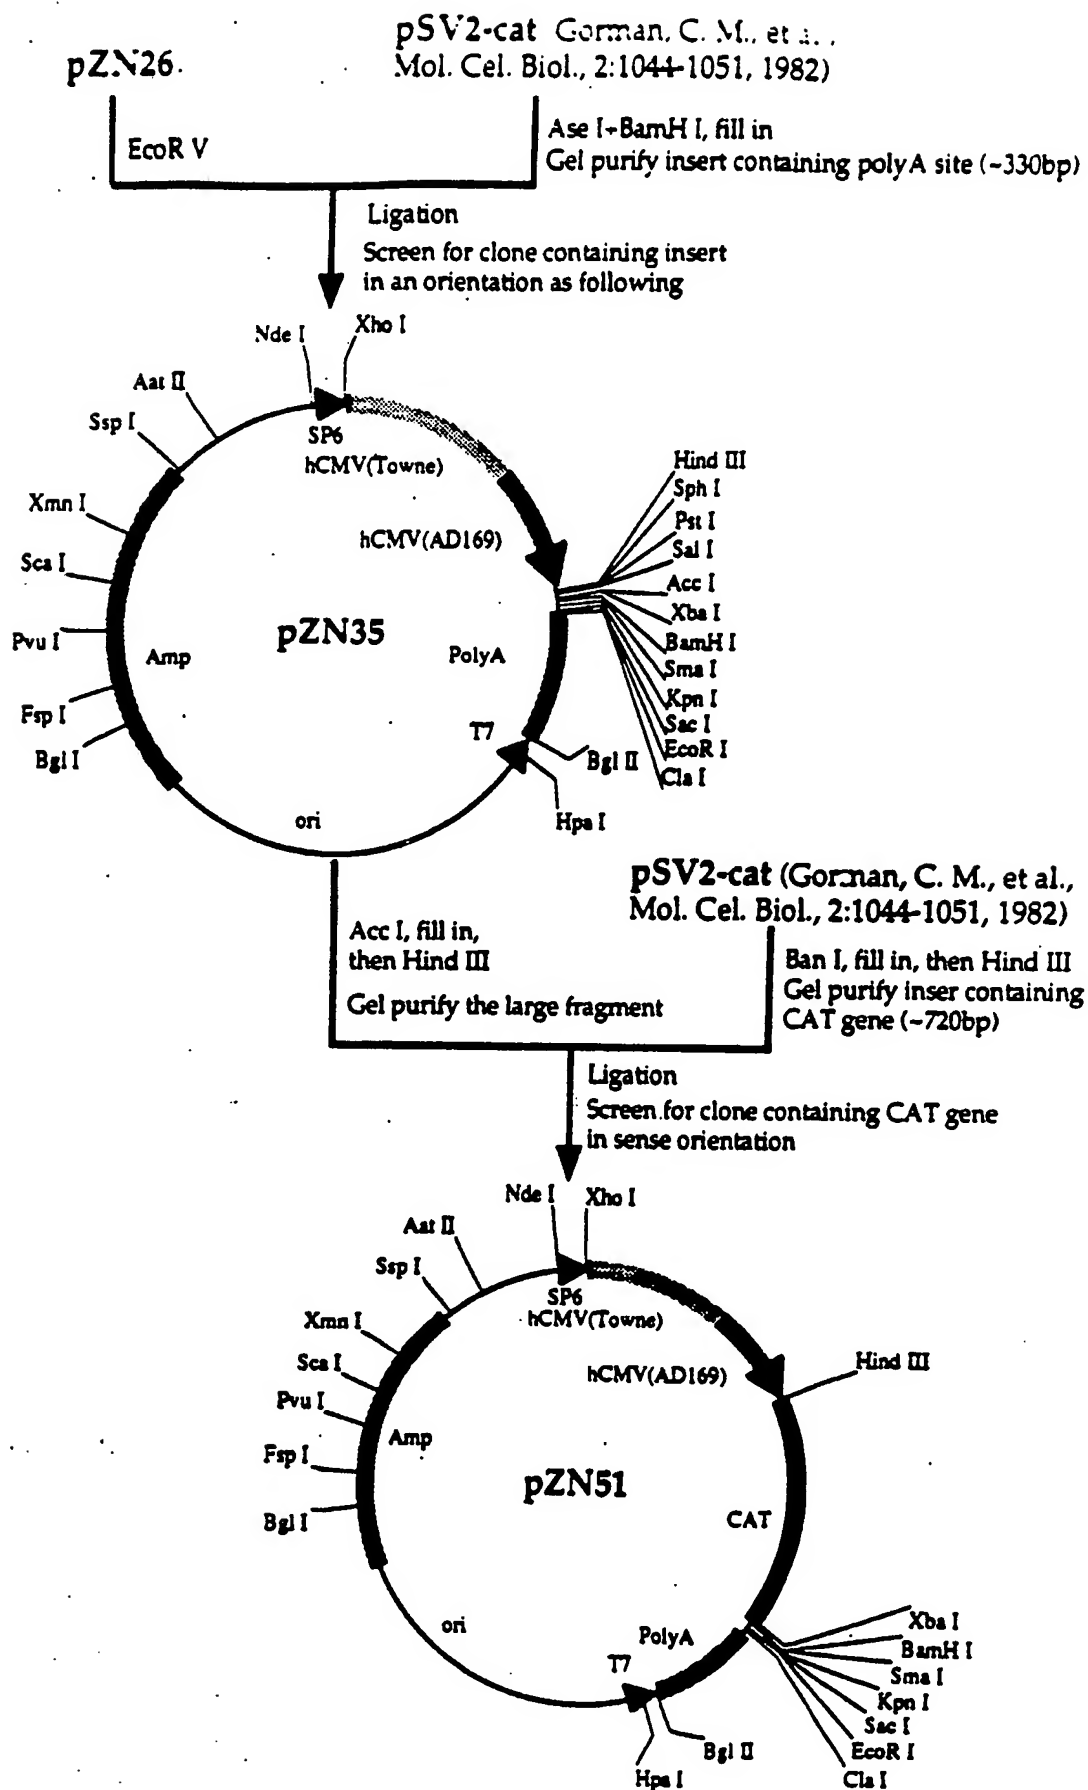 pZN26.
pSV2-cat Gorman, C. M., et a.,
Mol. Cel. Biol., 2:1044-1051, 1982)
EcoR V
Ase I+BamH I, fill in
Gel purify insert containing polyA site (~330bp)
Ligation
Screen for clone containing insert
in an orientation as following
Nde I
Xho I
Aat II
Ssp I
Xmn I
Sca I
Pvu I
Fsp I
Bgl I
SP6
hCMV(Towne)
hCMV(AD169)
Hind III
Sph I
Pst I
Sal I
Acc I
Xba I
BamH I
Sma I
Kpn I
Sac I
EcoR I
Cla I
pZN35
Amp
PolyA
T7
Bgl II
Hpa I
ori
pSV2-cat (Gorman, C. M., et al.,
Mol. Cel. Biol., 2:1044-1051, 1982)
Acc I, fill in,
then Hind III
Gel purify the large fragment
Ban I, fill in, then Hind III
Gel purify inser containing
CAT gene (~720bp)
Ligation
Screen for clone containing CAT gene
in sense orientation
Nde I
Xho I
Aat II
Ssp I
Xmn I
Sca I
Pvu I
Fsp I
Bgl I
SP6
hCMV(Towne)
hCMV(AD169)
Hind III
Amp
pZN51
CAT
ori
PolyA
T7
Xba I
BamH I
Sma I
Kpn I
Sac I
EcoR I
Cla I
Bgl II
Hpa I